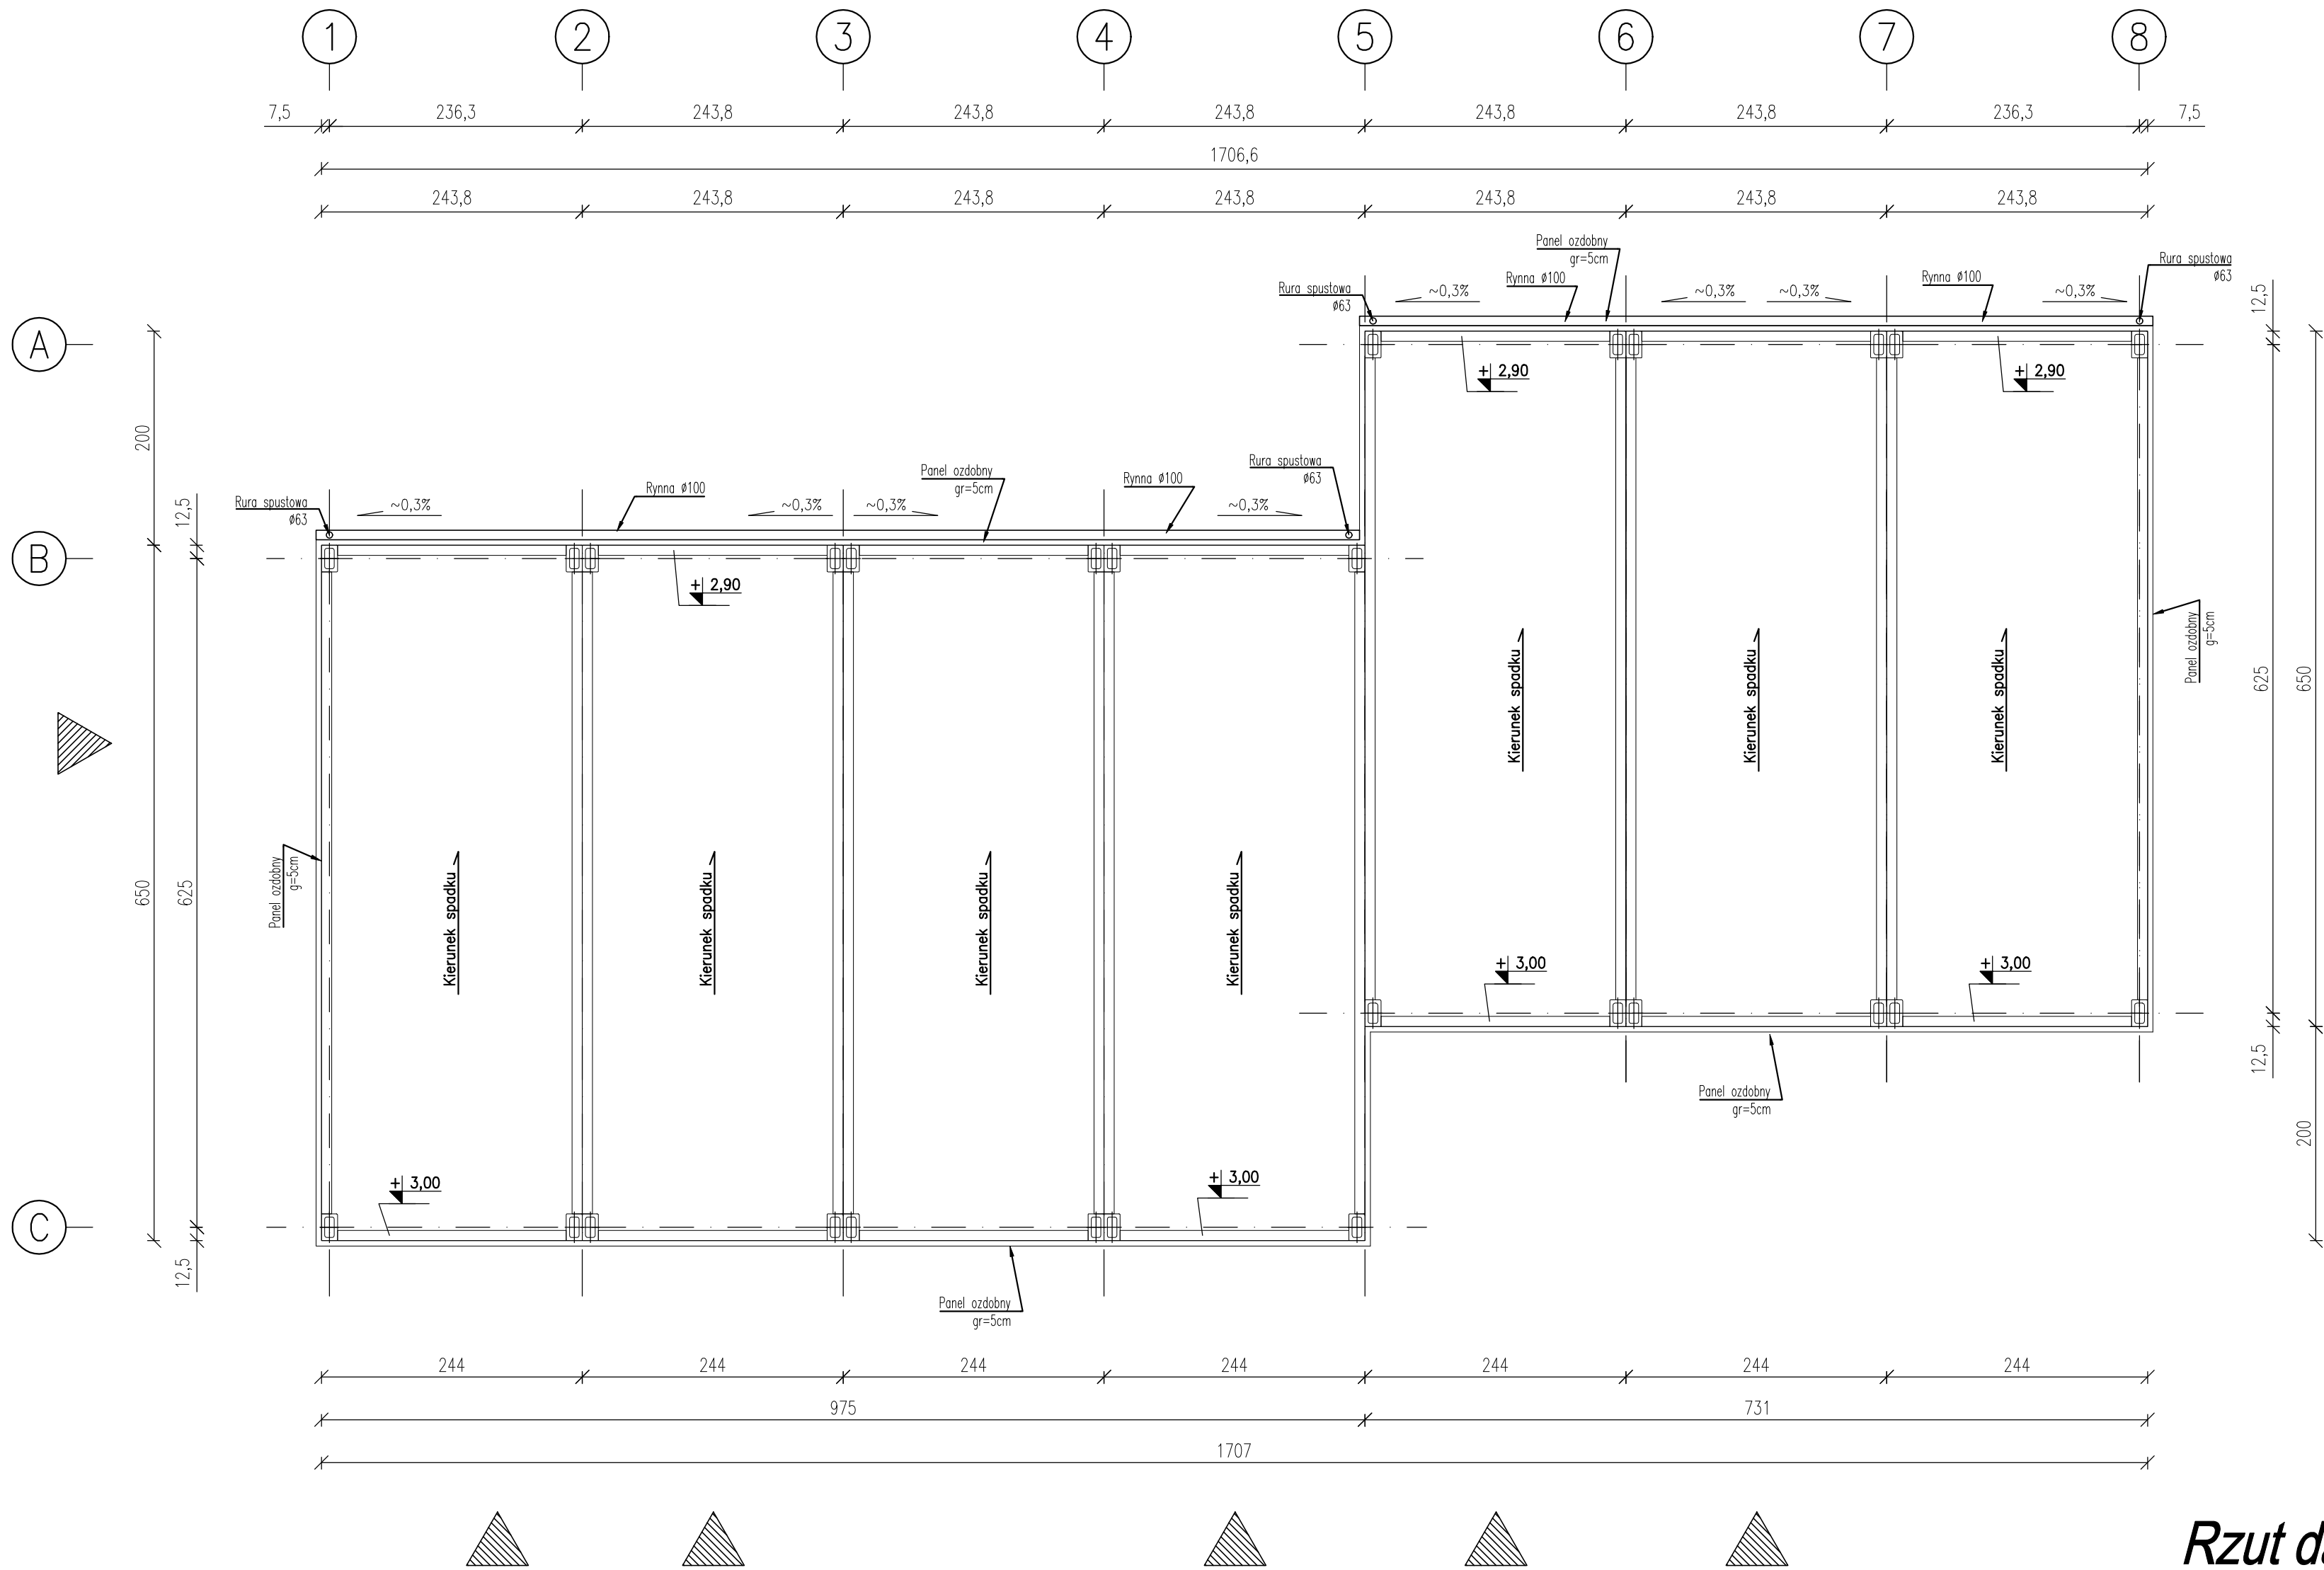 1 2 3 4 5 6 7 8
7,5 236,3 243,8 243,8 243,8 243,8 243,8 236,3 7,5
1706,6
243,8 243,8 243,8 243,8 243,8 243,8 243,8
Panel ozdobny
gr=5cm
Rura spustowa
ø63
Rynna ø100
Rynna ø100
Rura spustowa
ø63
~0,3% ~0,3% ~0,3% ~0,3%
12,5
A
+ 2,90
+ 2,90
200
Rura spustowa
ø63
Panel ozdobny
gr=5cm
Rynna ø100
Rynna ø100
Rura spustowa
ø63
~0,3% ~0,3% ~0,3% ~0,3%
12,5
B
+ 2,90
Panel ozdobny
g=5cm
Kierunek spadku
Kierunek spadku
Kierunek spadku
625
650
650
625
Panel ozdobny
g=5cm
Kierunek spadku
Kierunek spadku
Kierunek spadku
Kierunek spadku
+ 3,00
+ 3,00
12,5
Panel ozdobny
gr=5cm
200
+ 3,00
+ 3,00
C
12,5
Panel ozdobny
gr=5cm
244 244 244 244 244 244 244
975 731
1707
Rzut